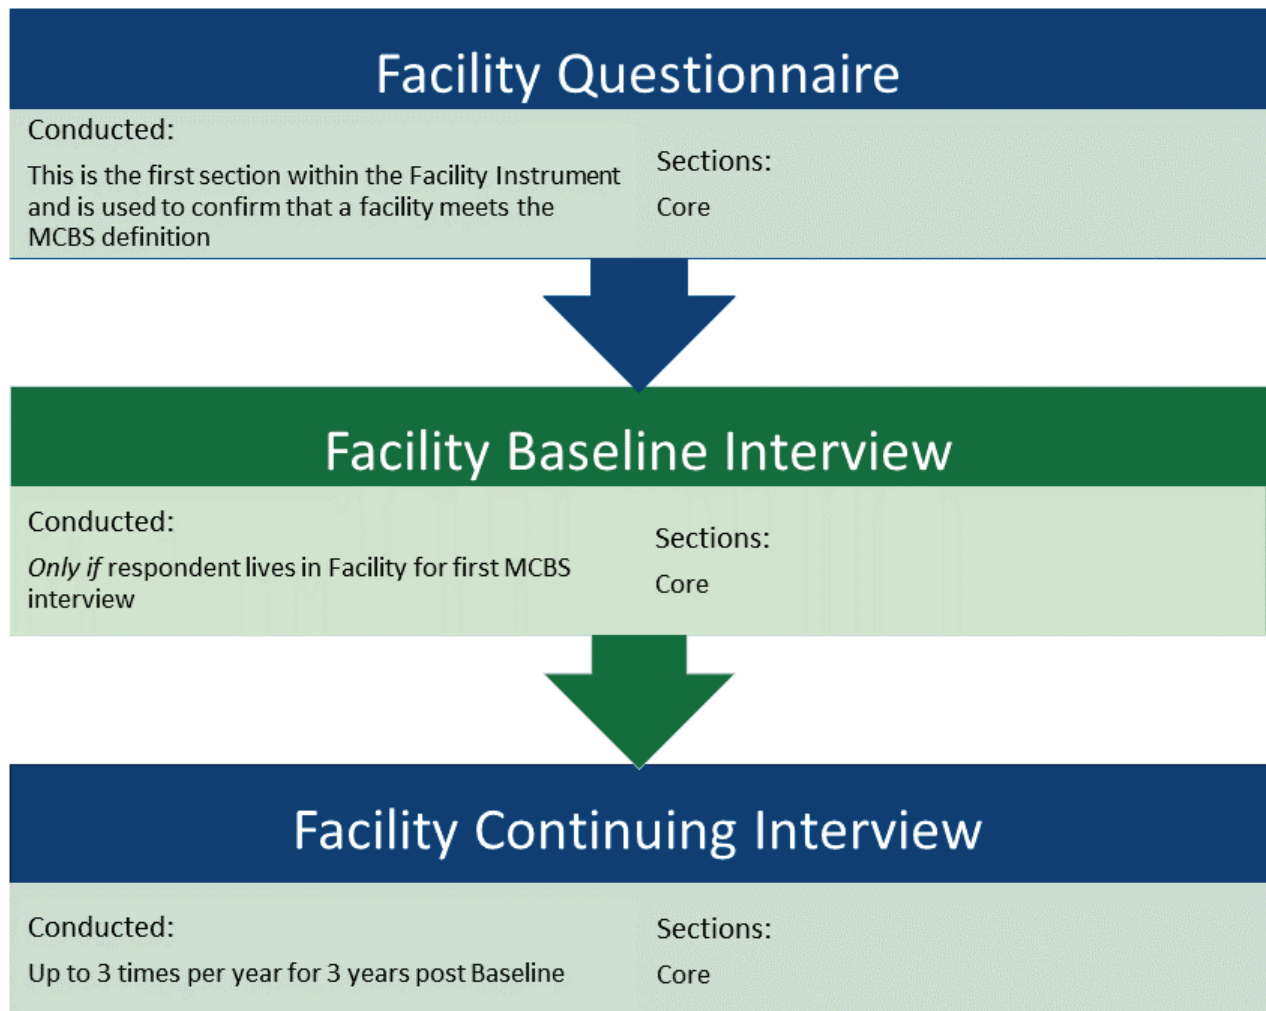 Facility Questionnaire
Conducted:
This is the first section within the Facility Instrument
and is used to confirm that a facility meets the
MCBS definition
Sections:
Core
Facility Baseline Interview
Conducted:
Only if respondent lives in Facility for first MCBS
interview
Sections:
Core
Facility Continuing Interview
Conducted:
Up to 3 times per year for 3 years post Baseline
Sections:
Core